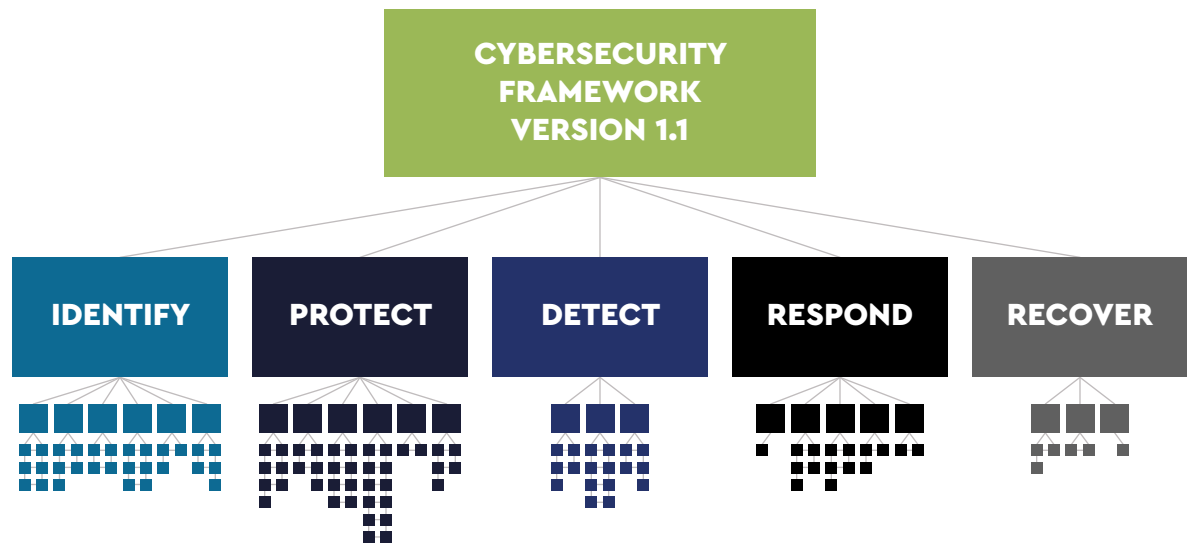 CYBERSECURITY
FRAMEWORK
VERSION 1.1
IDENTIFY
PROTECT
DETECT
RESPOND
RECOVER